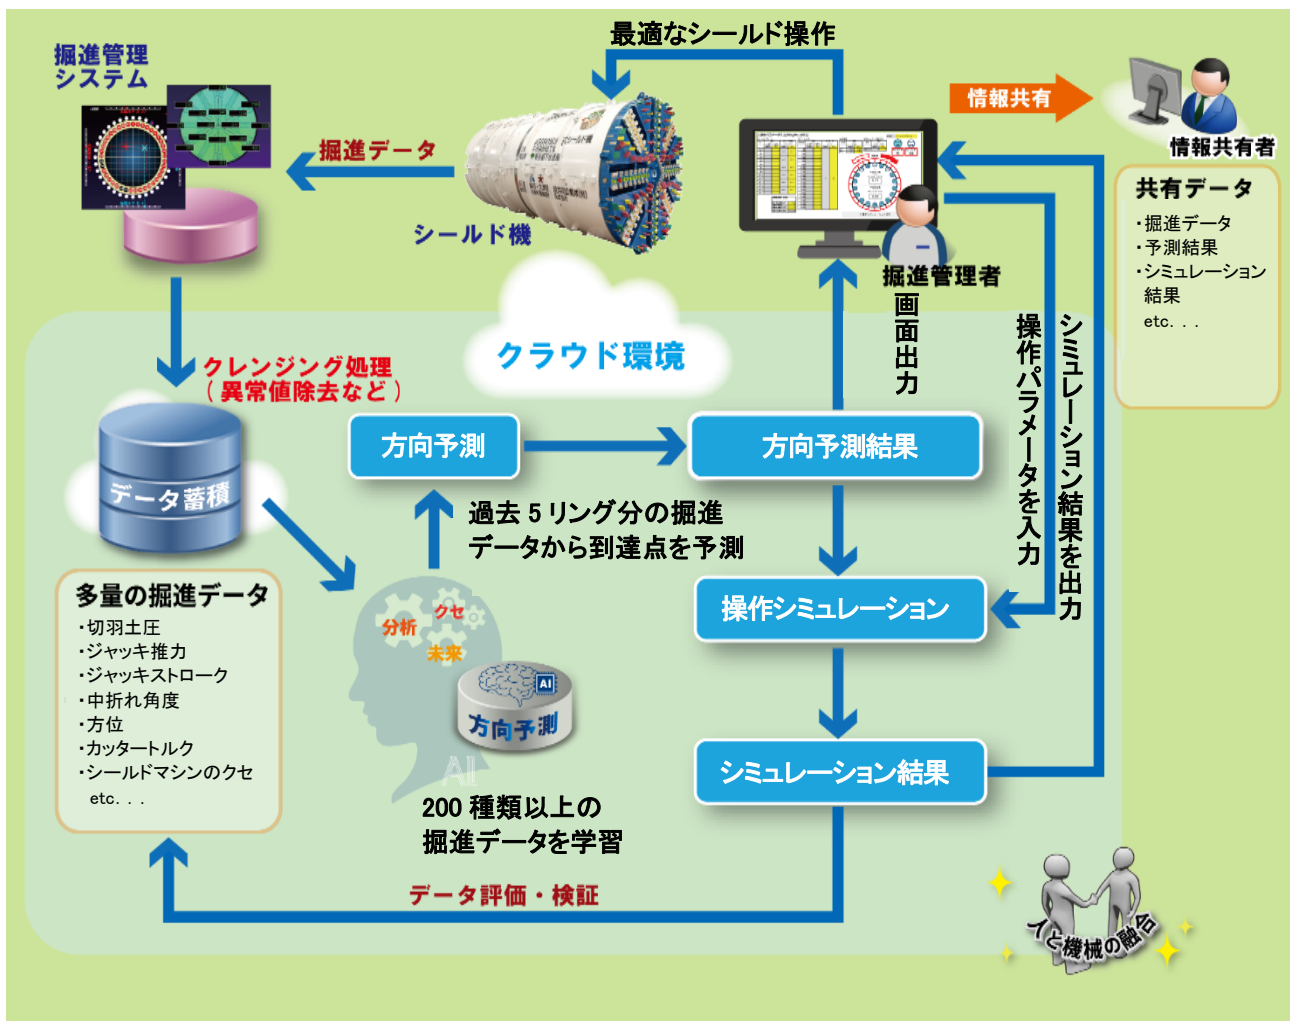 最適なシールド操作
掘進管理
システム
掘進データ
シールド機
情報共有
情報共有者
共有データ
・掘進データ
・予測結果
・シミュレーション
結果
etc．．．
掘進管理者
画面出力
操作パラメータを入力
シミュレーション結果を出力
クラウド環境
クレンジング処理
(異常値除去など)
データ蓄積
方向予測
方向予測結果
過去 5 リング分の掘進
データから到達点を予測
操作シミュレーション
シミュレーション結果
多量の掘進データ
・切羽土圧
・ジャッキ推力
・ジャッキストローク
・中折れ角度
・方位
・カッタートルク
・シールドマシンのクセ
etc．．．
分析
クセ
未来
AI
方向予測
AI
200 種類以上の
掘進データを学習
データ評価・検証
人と機械の融合